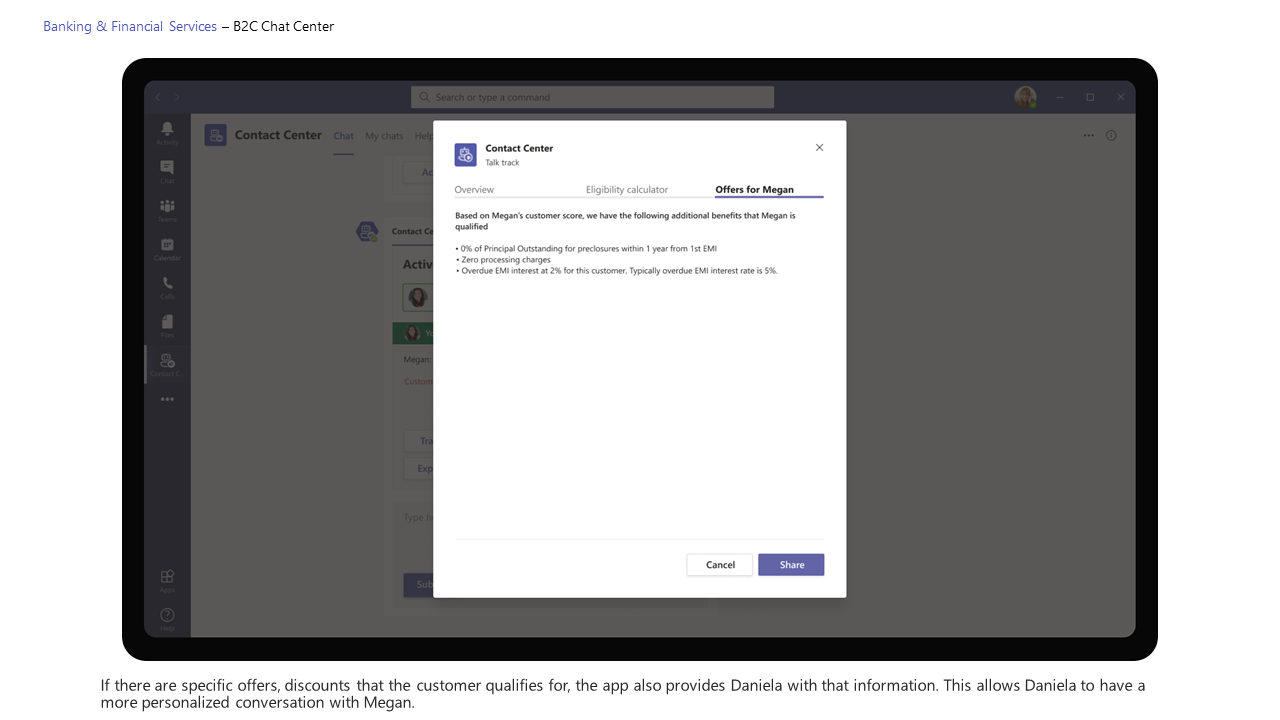 Banking & Financial Services – B2C Chat Center
Search or type a command
Activity
Chat
Teams
Calendar
Calls
Files
Contact C...
Apps
Help
Contact Center Chat My chats Help
Contact Ce
Activ
Megan:
Custom
Tra
Exp
Type he
Sub
Contact Center
Talk track
Overview Eligibility calculator Offers for Megan
Based on Megan's customer score, we have the following additional benefits that Megan is
qualified
• 0% of Principal Outstanding for preclosures within 1 year from 1st EMI
• Zero processing charges
• Overdue EMI interest at 2% for this customer. Typically overdue EMI interest rate is 5%.
Cancel Share
If there are specific offers, discounts that the customer qualifies for, the app also provides Daniela with that information. This allows Daniela to have a
more personalized conversation with Megan.